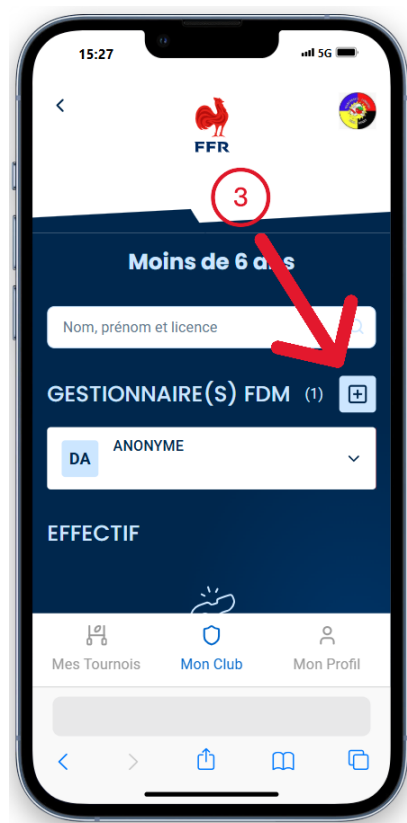 15:27
5G
FFR
3
Moins de 6 ans
Nom, prénom et licence
GESTIONNAIRE(S) FDM (1)
DA
ANONYME
EFFECTIF
Mes Tournois
Mon Club
Mon Profil